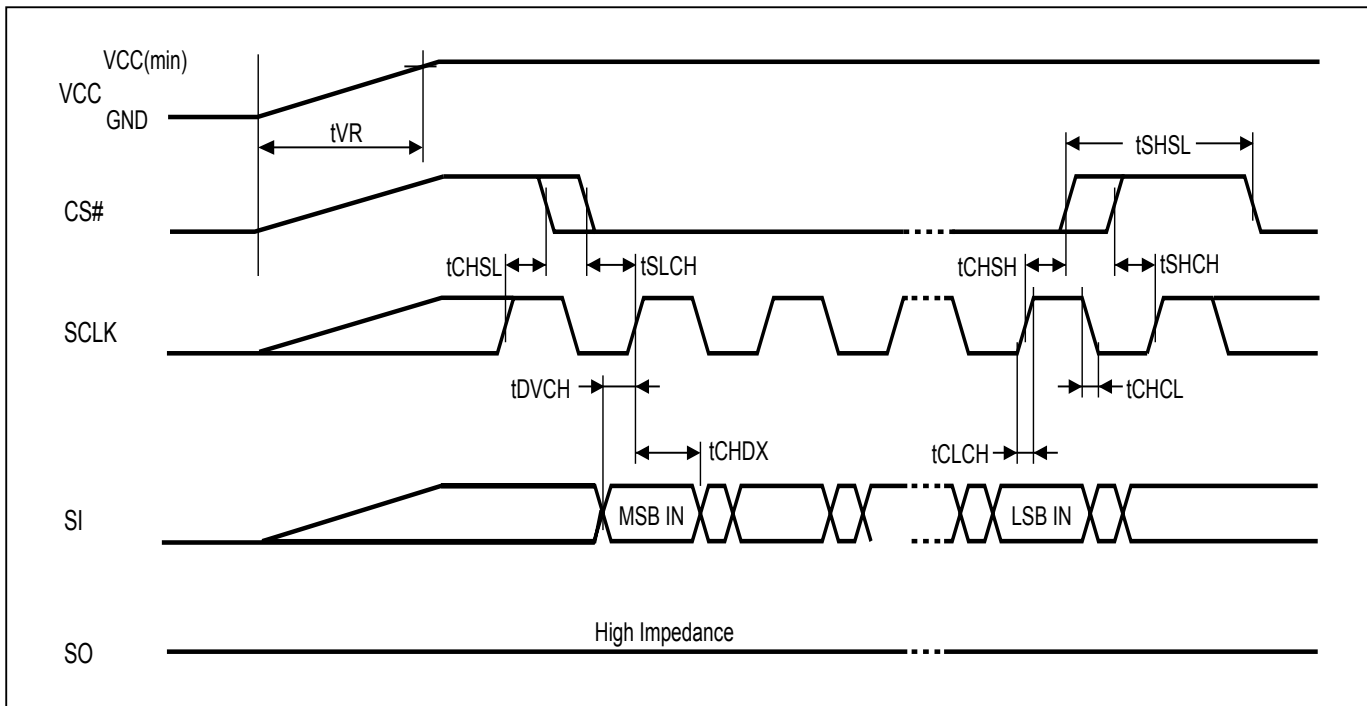 VCC(min)
VCC
GND
tVR
tSHSL
CS#
tCHSL
tSLCH
tCHSH
tSHCH
SCLK
tDVCH
tCHCL
tCHDX
tCLCH
SI
MSB IN
LSB IN
High Impedance
SO